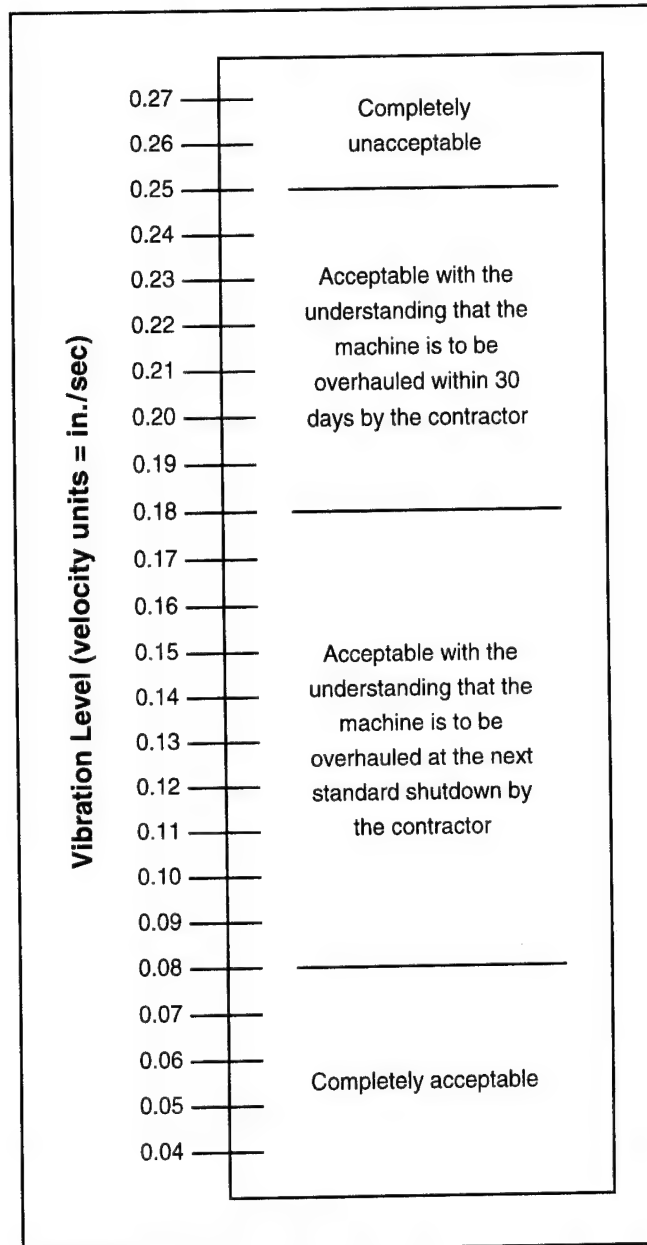 0.27
0.26
0.25
0.24
0.23
0.22
0.21
0.20
0.19
0.18
0.17
0.16
0.15
0.14
0.13
0.12
0.11
0.10
0.09
0.08
0.07
0.06
0.05
0.04
Vibration Level (velocity units = in./sec)
Completely
unacceptable
Acceptable with the
understanding that the
machine is to be
overhauled within 30
days by the contractor
Acceptable with the
understanding that the
machine is to be
overhauled at the next
standard shutdown by
the contractor
Completely acceptable